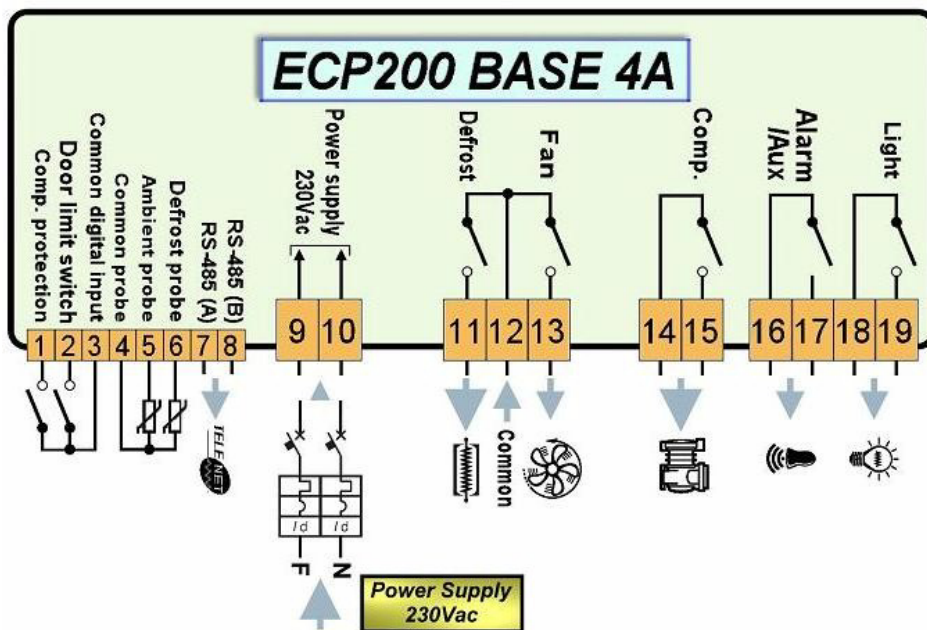 ECP200 BASE 4A
Comp. protection
Door limit switch
Common digital input
Common probe
Ambient probe
Defrost probe
RS-485 (A)
RS-485 (B)
Power supply
230Vac
Defrost
Fan
Comp.
Alarm
/Aux
Light
1 2 3 4 5 6 7 8
9 10
11 12 13
14 15
16 17 18 19
TELENET
Common
Id Id
F N
Power Supply
230Vac